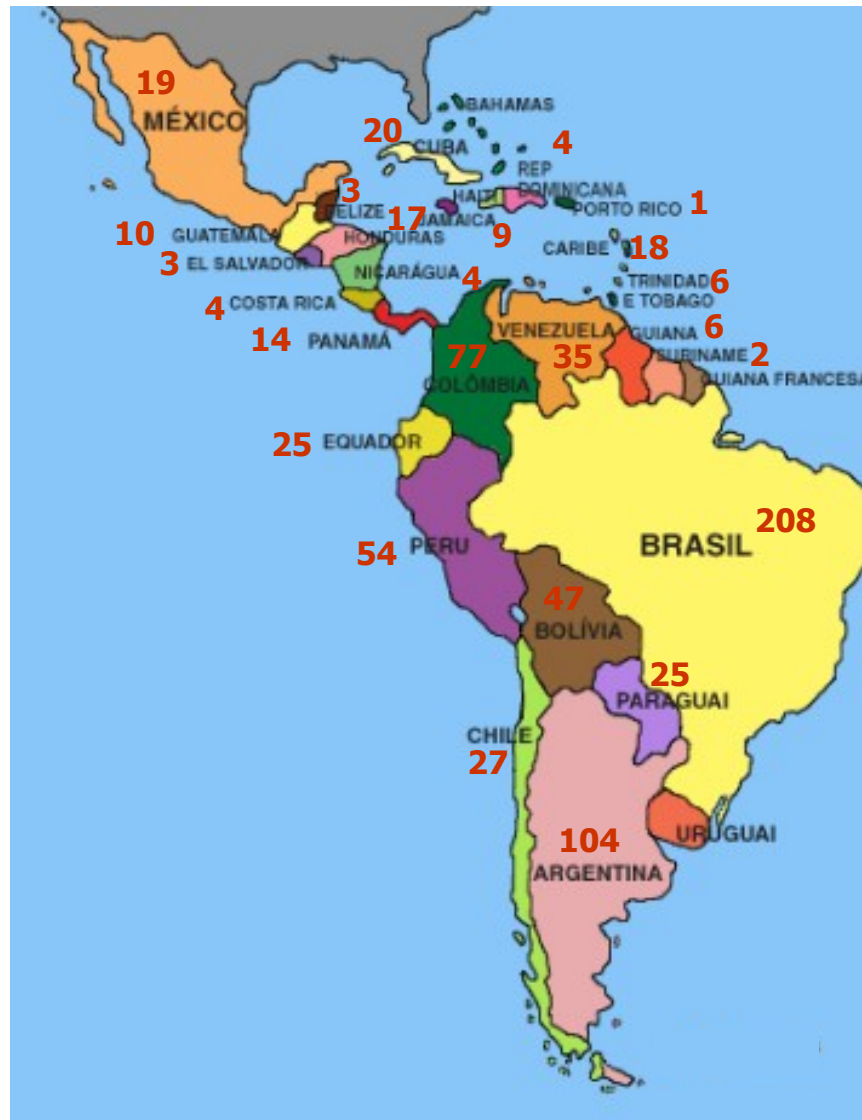 19
MÉXICO
BAHAMAS
20
CUBA
4
REP
DOMINICANA
HAITI
3
BELIZE
17
JAMAICA
PORTO RICO 1
10
GUATEMALA
HONDURAS
9
CARIBE 18
3 EL SALVADOR
NICARÁGUA 4
TRINIDAD 6
E TOBAGO
4 COSTA RICA
14
PANAMÁ
VENEZUELA
35
GUIANA 6
SURINAME 2
GUIANA FRANCESA
77
COLÔMBIA
25 EQUADOR
208
BRASIL
54 PERU
47
BOLÍVIA
25
PARAGUAI
CHILE
27
104
ARGENTINA
URUGUAI